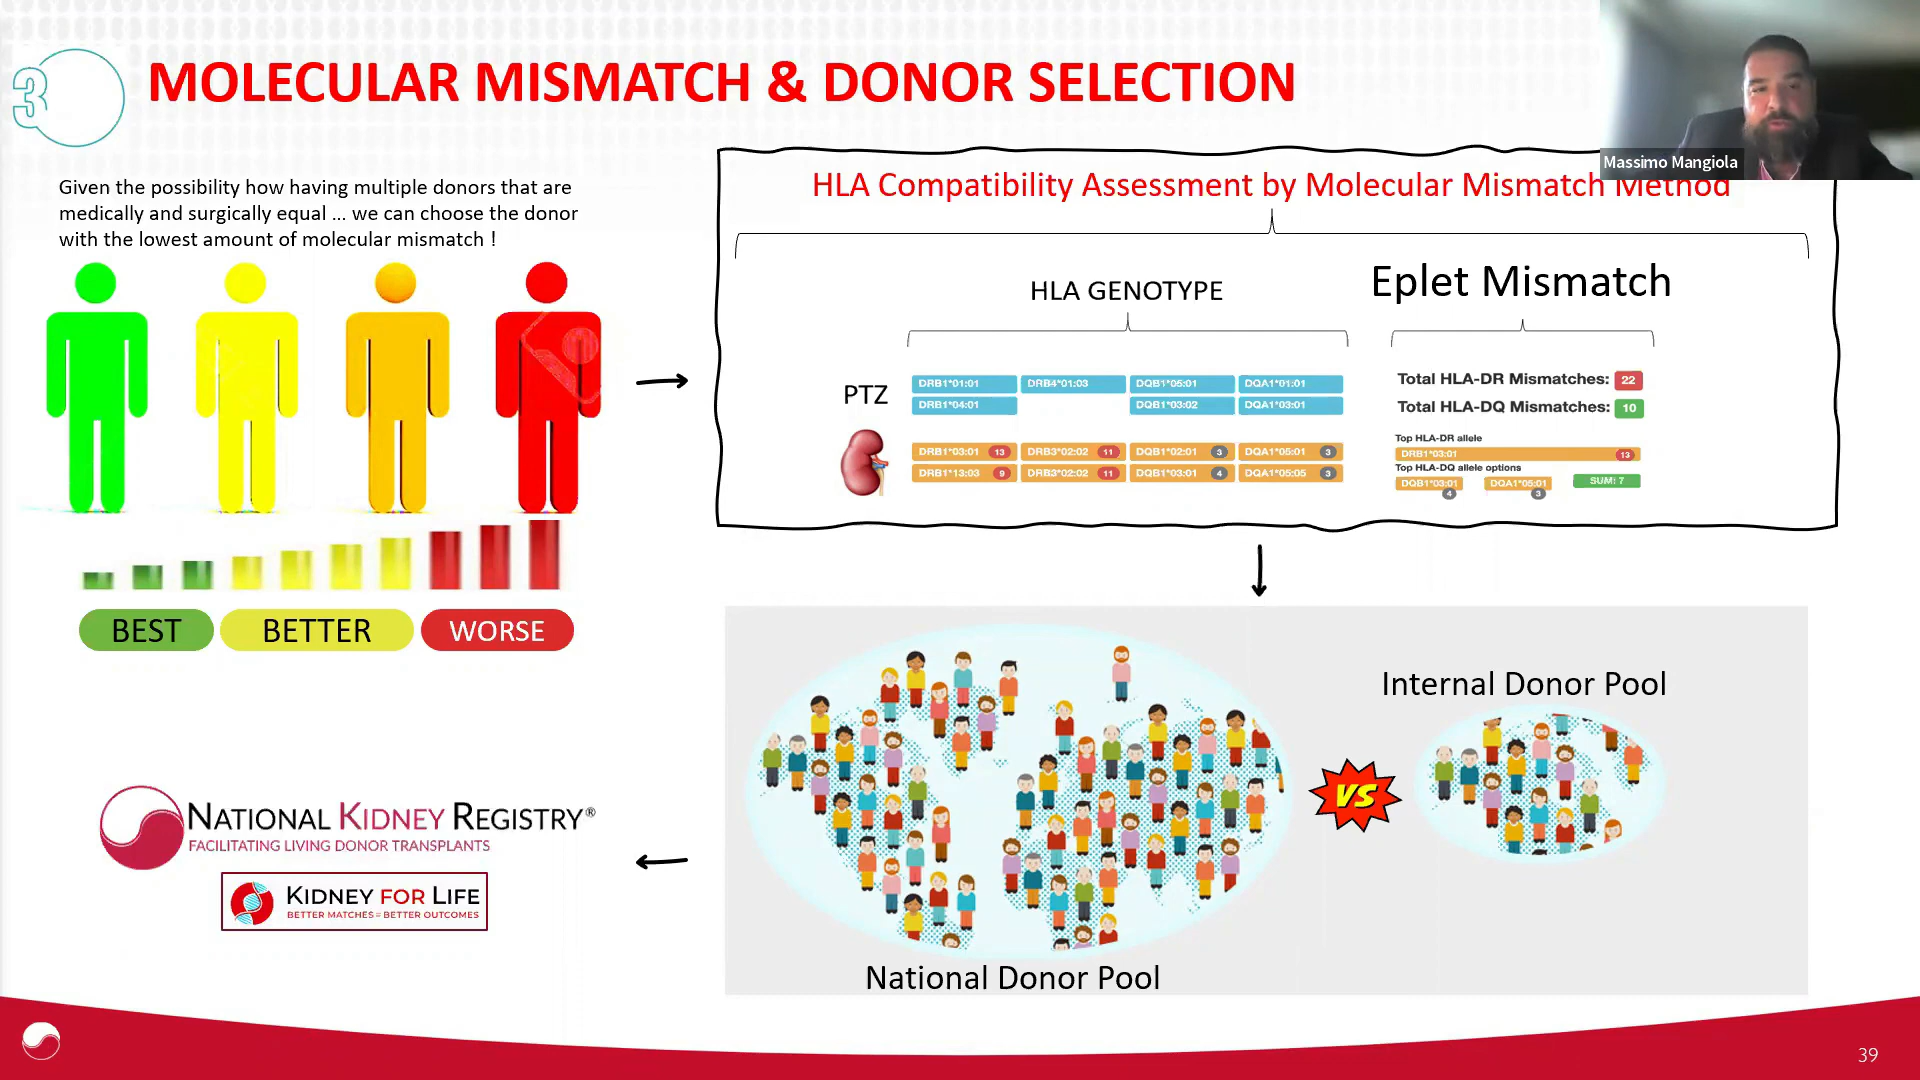 3
MOLECULAR MISMATCH & DONOR SELECTION
Massimo Mangiola
Given the possibility how having multiple donors that are
medically and surgically equal ... we can choose the donor
with the lowest amount of molecular mismatch !
BEST
BETTER
WORSE
HLA Compatibility Assessment by Molecular Mismatch Method
HLA GENOTYPE
Eplet Mismatch
PTZ
DRB1*01:01 DRB4*01:03 DQB1*05:01 DQA1*01:01
DRB1*04:01 DQB1*03:02 DQA1*03:01
DRB1*03:01 13 DRB3*02:02 11 DQB1*02:01 3 DQA1*05:01 3
DRB1*13:03 9 DRB3*02:02 11 DQB1*03:01 4 DQA1*05:05 3
Total HLA-DR Mismatches: 22
Total HLA-DQ Mismatches: 10
Top HLA-DR allele
DRB1*03:01 13
Top HLA-DQ allele options
DQB1*03:01 4 DQA1*05:01 3 SUM: 7
National Donor Pool
VS
Internal Donor Pool
NATIONAL KIDNEY REGISTRY®
FACILITATING LIVING DONOR TRANSPLANTS
KIDNEY FOR LIFE
BETTER MATCHES = BETTER OUTCOMES
39